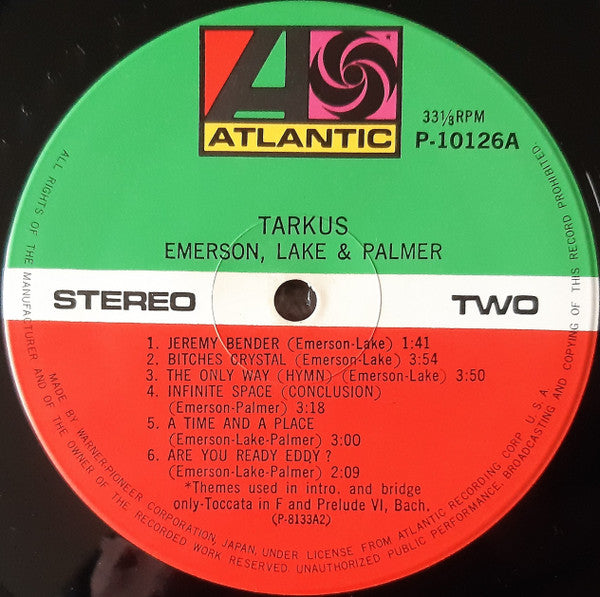 ATLANTIC
33⅓RPM
P-10126A
TARKUS
EMERSON, LAKE & PALMER
STEREO
TWO
1. JEREMY BENDER (Emerson-Lake) 1:41
2. BITCHES CRYSTAL (Emerson-Lake) 3:54
3. THE ONLY WAY (HYMN) (Emerson-Lake) 3:50
4. INFINITE SPACE (CONCLUSION)
(Emerson-Palmer) 3:18
5. A TIME AND A PLACE
(Emerson-Lake-Palmer) 3:00
6. ARE YOU READY EDDY?
(Emerson-Lake-Palmer) 2:09
*Themes used in intro. and bridge
only-Toccata in F and Prelude VI, Bach.
(P-8133A2)
MADE BY WARNER-PIONEER CORPORATION, JAPAN, UNDER LICENSE FROM ATLANTIC RECORDING CORP. U.S.A.
ALL RIGHTS OF THE MANUFACTURER AND OF THE OWNER OF THE RECORDED WORK RESERVED. UNAUTHORIZED PUBLIC PERFORMANCE, BROADCASTING AND COPYING OF THIS RECORD PROHIBITED.